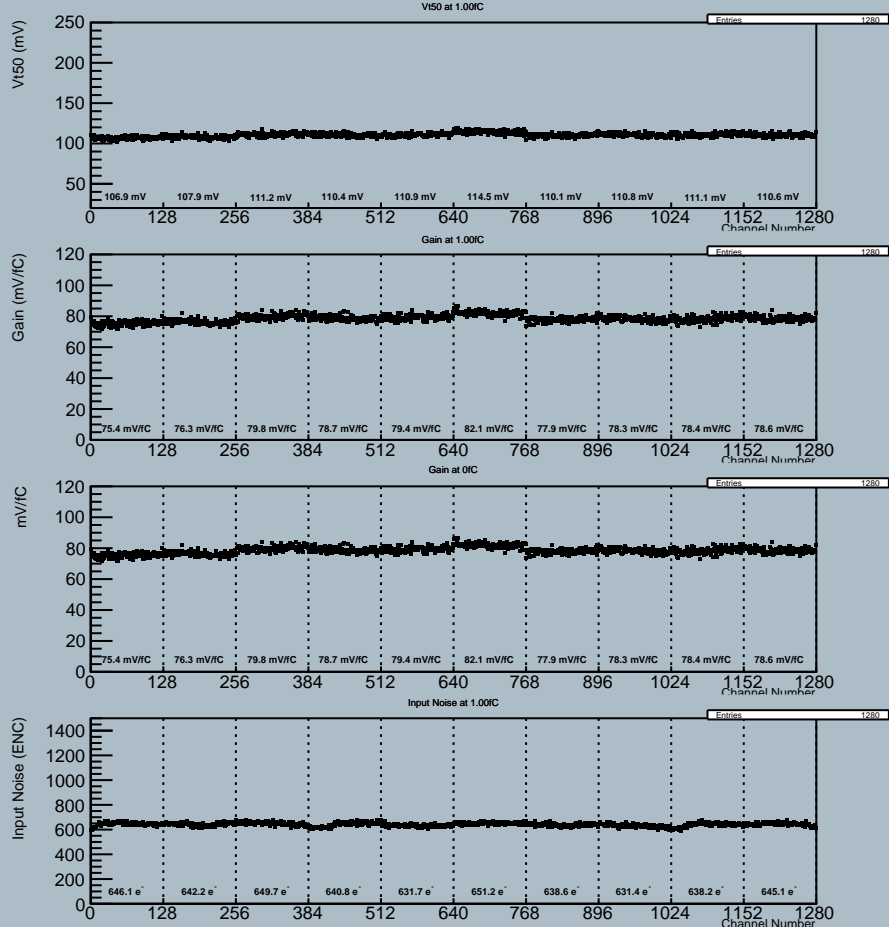 Vt50 at 1.00fC
Entries 1280
Vt50 (mV)
250
200
150
100
50
106.9 mV 107.9 mV 111.2 mV 110.4 mV 110.9 mV 114.5 mV 110.1 mV 110.8 mV 111.1 mV 110.6 mV
0 128 256 384 512 640 768 896 1024 1152 1280
Channel Number
Gain at 1.00fC
Entries 1280
Gain (mV/fC)
120
100
80
60
40
20
0
75.4 mV/fC 76.3 mV/fC 79.8 mV/fC 78.7 mV/fC 79.4 mV/fC 82.1 mV/fC 77.9 mV/fC 78.3 mV/fC 78.4 mV/fC 78.6 mV/fC
0 128 256 384 512 640 768 896 1024 1152 1280
Channel Number
Gain at 0fC
Entries 1280
mV/fC
120
100
80
60
40
20
0
75.4 mV/fC 76.3 mV/fC 79.8 mV/fC 78.7 mV/fC 79.4 mV/fC 82.1 mV/fC 77.9 mV/fC 78.3 mV/fC 78.4 mV/fC 78.6 mV/fC
0 128 256 384 512 640 768 896 1024 1152 1280
Channel Number
Input Noise at 1.00fC
Entries 1280
Input Noise (ENC)
1400
1200
1000
800
600
400
200
0
646.1 e⁻ 642.2 e⁻ 649.7 e⁻ 640.8 e⁻ 631.7 e⁻ 651.2 e⁻ 638.6 e⁻ 631.4 e⁻ 638.2 e⁻ 645.1 e⁻
0 128 256 384 512 640 768 896 1024 1152 1280
Channel Number